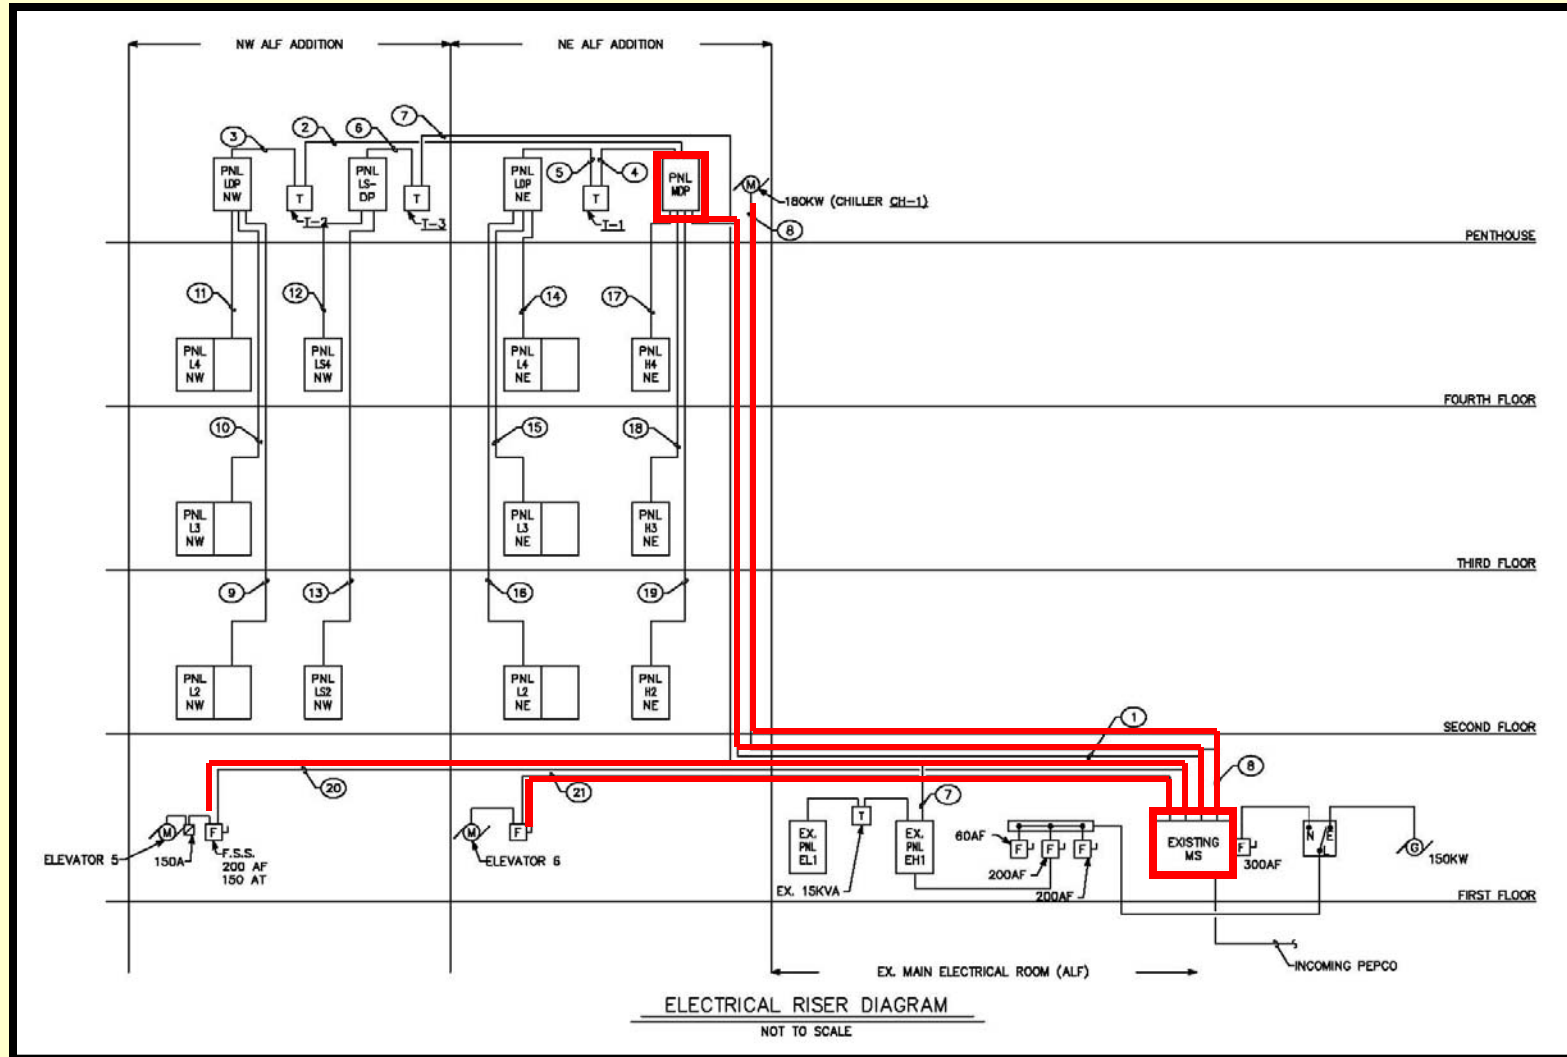 NW ALF ADDITION
NE ALF ADDITION
3
2
6
7
5
4
PNL
LDP
NW
T
T-2
PNL
LS-
DP
T
T-3
PNL
LDP
NE
T
T-1
PNL
MDP
M
180KW (CHILLER CH-1)
8
PENTHOUSE
11
12
14
17
PNL
L4
NW
PNL
LS4
NW
PNL
L4
NE
PNL
H4
NE
FOURTH FLOOR
10
15
18
PNL
L3
NW
PNL
L3
NE
PNL
H3
NE
THIRD FLOOR
9
13
16
19
PNL
L2
NW
PNL
LS2
NW
PNL
L2
NE
PNL
H2
NE
1
SECOND FLOOR
20
21
7
8
ELEVATOR 5
M
150A
F
F.S.S.
200 AF
150 AT
M
F
ELEVATOR 6
EX.
PNL
EL1
T
EX. 15KVA
EX.
PNL
EH1
60AF
F
F
F
200AF
200AF
EXISTING
MS
F
300AF
N
E
L
G
150KW
FIRST FLOOR
INCOMING PEPCO
EX. MAIN ELECTRICAL ROOM (ALF)
ELECTRICAL RISER DIAGRAM
NOT TO SCALE